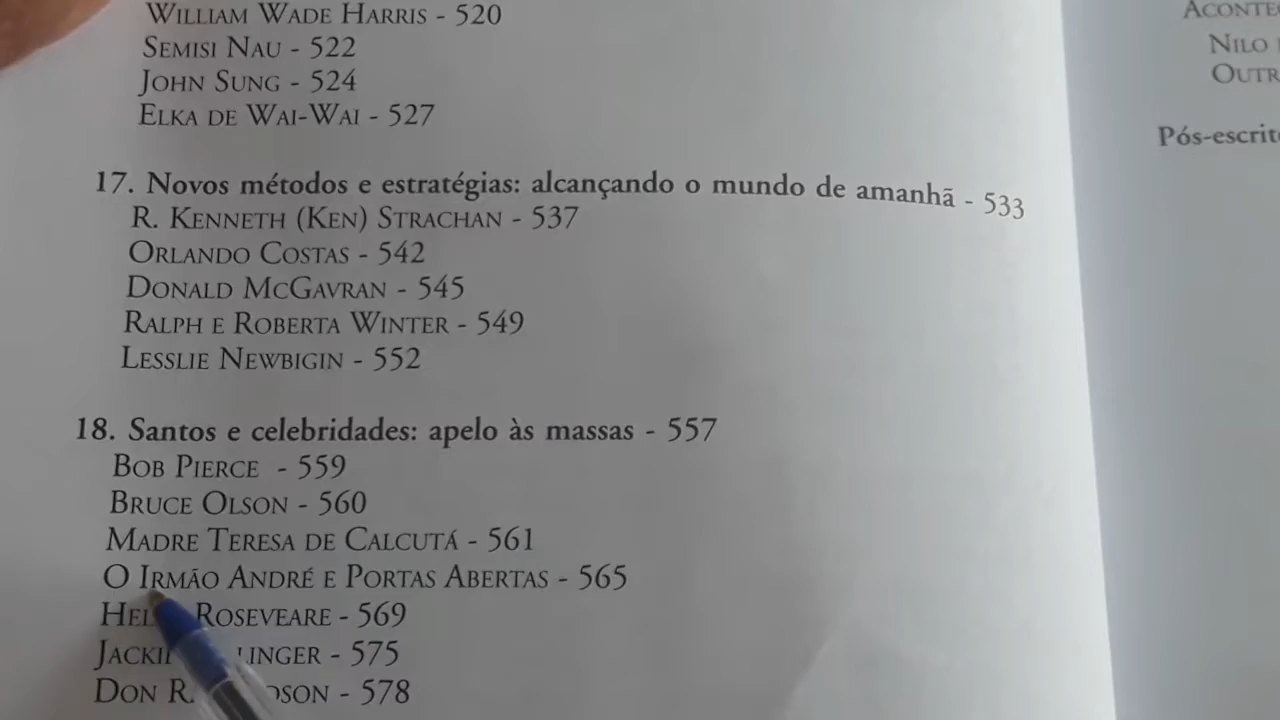 WILLIAM WADE HARRIS - 520
SEMISI NAU - 522
JOHN SUNG - 524
ELKA DE WAI-WAI - 527
17. Novos métodos e estratégias: alcançando o mundo de amanhã - 533
R. KENNETH (KEN) STRACHAN - 537
ORLANDO COSTAS - 542
DONALD MCGAVRAN - 545
RALPH E ROBERTA WINTER - 549
LESSLIE NEWBIGIN - 552
18. Santos e celebridades: apelo às massas - 557
BOB PIERCE - 559
BRUCE OLSON - 560
MADRE TERESA DE CALCUTÁ - 561
O IRMÃO ANDRÉ E PORTAS ABERTAS - 565
ROSEVEARE - 569
- 575
DON - 578
NILO